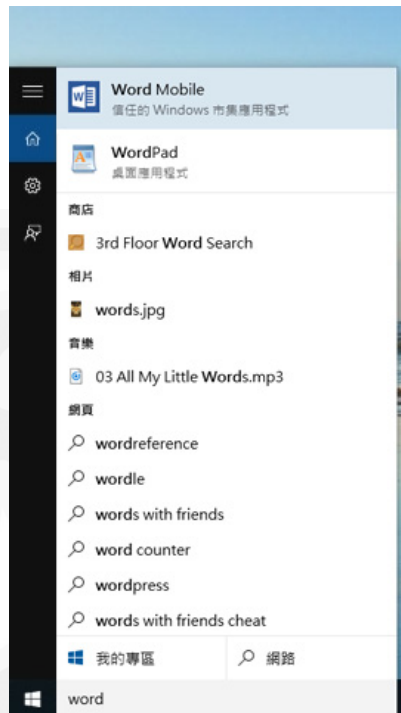 Word Mobile
信任的 Windows 市集應用程式
WordPad
桌面應用程式
商店
3rd Floor Word Search
相片
words.jpg
音樂
03 All My Little Words.mp3
網頁
wordreference
wordle
words with friends
word counter
wordpress
words with friends cheat
我的專區
網路
word